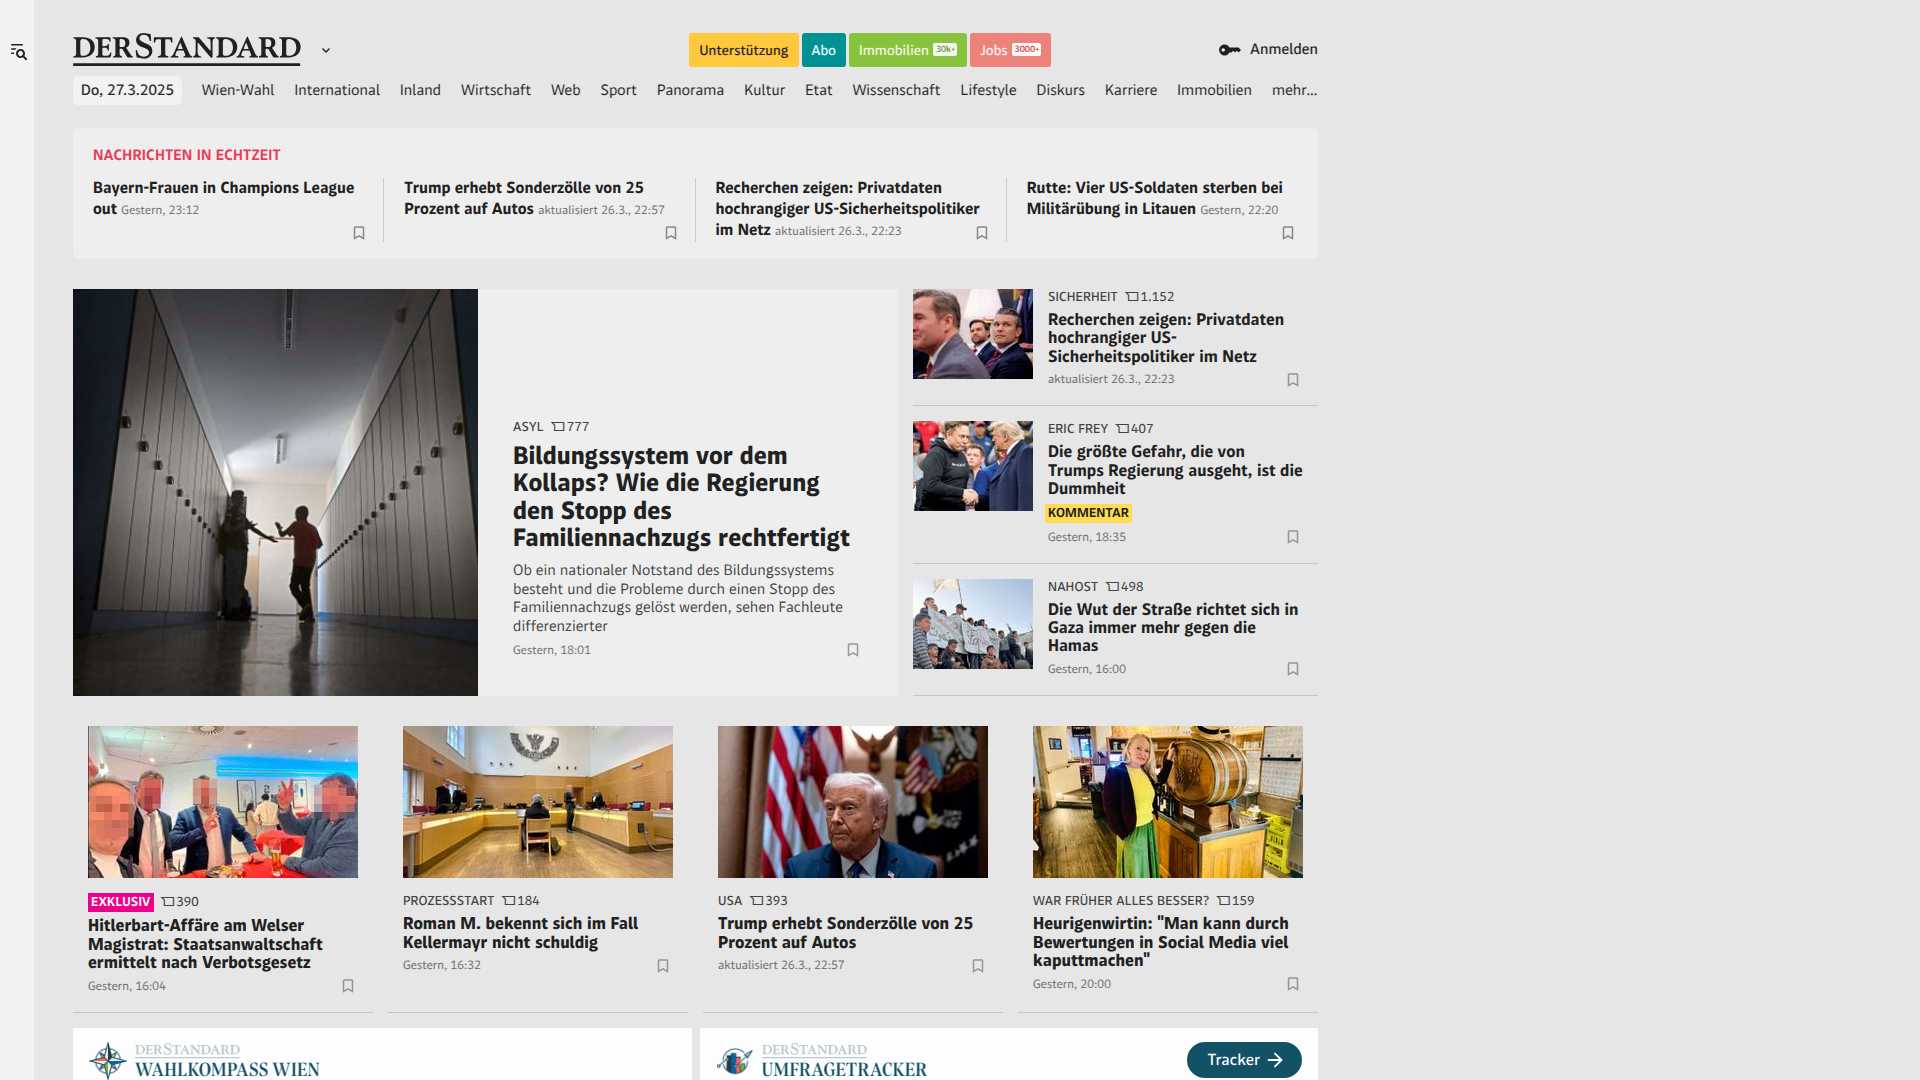 DERSTANDARD
Unterstützung
Abo
Immobilien 30k+
Jobs 3000+
Anmelden
Do, 27.3.2025
Wien-Wahl
International
Inland
Wirtschaft
Web
Sport
Panorama
Kultur
Etat
Wissenschaft
Lifestyle
Diskurs
Karriere
Immobilien
mehr...
NACHRICHTEN IN ECHTZEIT
Bayern-Frauen in Champions League
out Gestern, 23:12
Trump erhebt Sonderzölle von 25
Prozent auf Autos aktualisiert 26.3., 22:57
Recherchen zeigen: Privatdaten
hochrangiger US-Sicherheitspolitiker
im Netz aktualisiert 26.3., 22:23
Rutte: Vier US-Soldaten sterben bei
Militärübung in Litauen Gestern, 22:20
ASYL 777
Bildungssystem vor dem
Kollaps? Wie die Regierung
den Stopp des
Familiennachzugs rechtfertigt
Ob ein nationaler Notstand des Bildungssystems
besteht und die Probleme durch einen Stopp des
Familiennachzugs gelöst werden, sehen Fachleute
differenzierter
Gestern, 18:01
SICHERHEIT 1.152
Recherchen zeigen: Privatdaten
hochrangiger US-
Sicherheitspolitiker im Netz
aktualisiert 26.3., 22:23
ERIC FREY 407
Die größte Gefahr, die von
Trumps Regierung ausgeht, ist die
Dummheit
KOMMENTAR
Gestern, 18:35
NAHOST 498
Die Wut der Straße richtet sich in
Gaza immer mehr gegen die
Hamas
Gestern, 16:00
EXKLUSIV 390
Hitlerbart-Affäre am Welser
Magistrat: Staatsanwaltschaft
ermittelt nach Verbotsgesetz
Gestern, 16:04
PROZESSSTART 184
Roman M. bekennt sich im Fall
Kellermayr nicht schuldig
Gestern, 16:32
USA 393
Trump erhebt Sonderzölle von 25
Prozent auf Autos
aktualisiert 26.3., 22:57
WAR FRÜHER ALLES BESSER? 159
Heurigenwirtin: "Man kann durch
Bewertungen in Social Media viel
kaputtmachen"
Gestern, 20:00
DERSTANDARD
WAHLKOMPASS WIEN
DERSTANDARD
UMFRAGETRACKER
Tracker